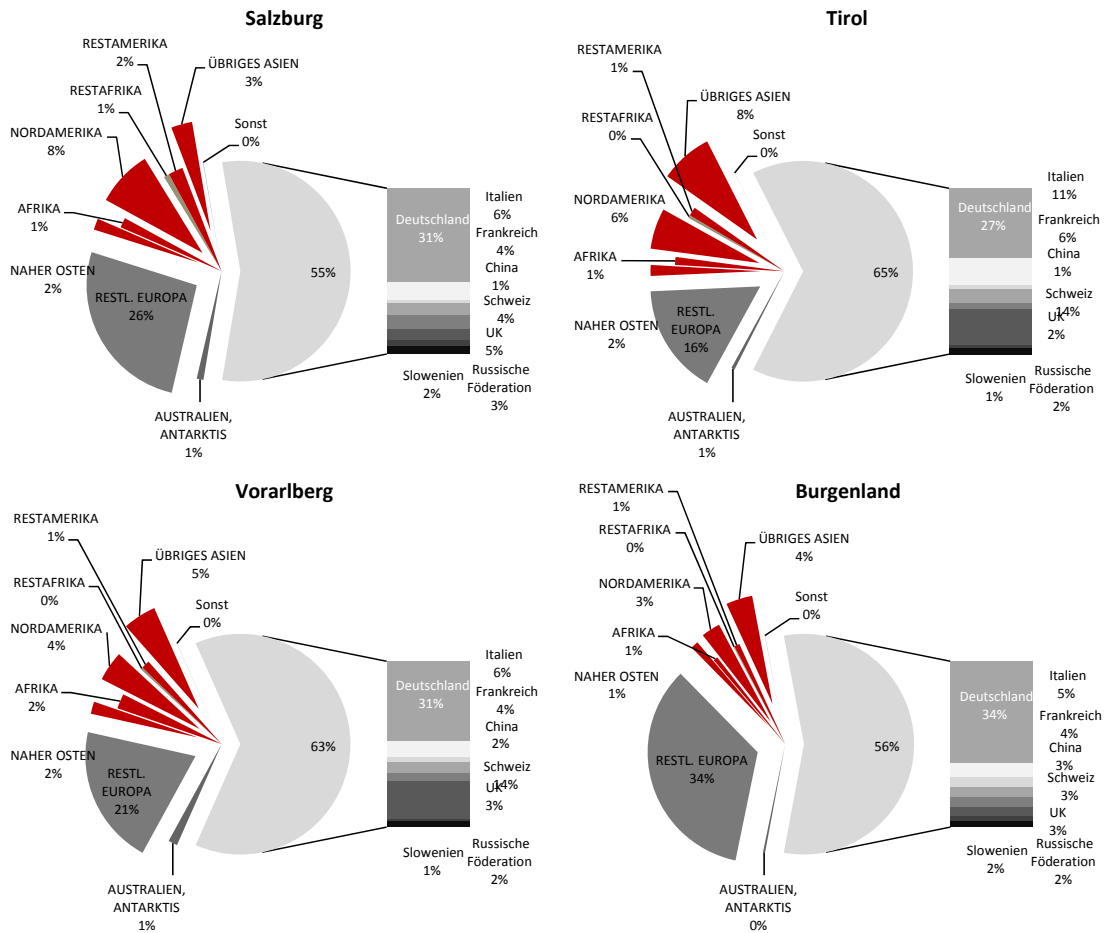 Salzburg
RESTAMERIKA
2%
ÜBRIGES ASIEN
3%
RESTAFRIKA
1%
Sonst
0%
NORDAMERIKA
8%
AFRIKA
1%
NAHER OSTEN
2%
RESTL. EUROPA
26%
AUSTRALIEN,
ANTARKTIS
1%
55%
Deutschland
31%
Italien
6%
Frankreich
4%
China
1%
Schweiz
4%
UK
5%
Slowenien
2%
Russische
Föderation
3%
Tirol
RESTAMERIKA
1%
ÜBRIGES ASIEN
8%
RESTAFRIKA
0%
Sonst
0%
NORDAMERIKA
6%
AFRIKA
1%
NAHER OSTEN
2%
RESTL.
EUROPA
16%
AUSTRALIEN,
ANTARKTIS
1%
65%
Deutschland
27%
Italien
11%
Frankreich
6%
China
1%
Schweiz
14%
UK
2%
Slowenien
1%
Russische
Föderation
2%
Vorarlberg
RESTAMERIKA
1%
ÜBRIGES ASIEN
5%
RESTAFRIKA
0%
Sonst
0%
NORDAMERIKA
4%
AFRIKA
2%
NAHER OSTEN
2%
RESTL.
EUROPA
21%
AUSTRALIEN,
ANTARKTIS
1%
63%
Deutschland
31%
Italien
6%
Frankreich
4%
China
2%
Schweiz
14%
UK
3%
Slowenien
1%
Russische
Föderation
2%
Burgenland
RESTAMERIKA
1%
RESTAFRIKA
0%
ÜBRIGES ASIEN
4%
NORDAMERIKA
3%
Sonst
0%
AFRIKA
1%
NAHER OSTEN
1%
RESTL. EUROPA
34%
AUSTRALIEN,
ANTARKTIS
0%
56%
Deutschland
34%
Italien
5%
Frankreich
4%
China
3%
Schweiz
3%
UK
3%
Slowenien
2%
Russische
Föderation
2%